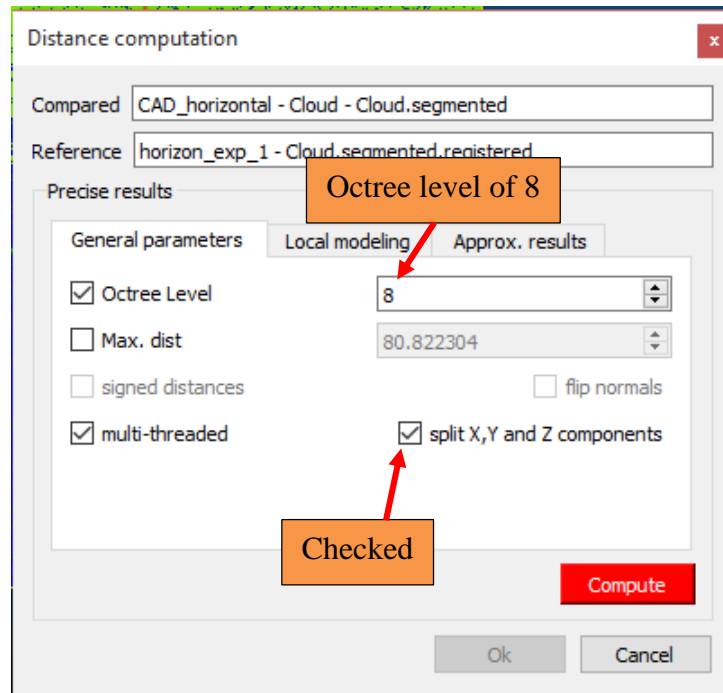 Distance computation
x
Compared CAD_horizontal - Cloud - Cloud.segmented
Reference horizon_exp_1 - Cloud.segmented.registered
Precise results
Octree level of 8
General parameters Local modeling Approx. results
Octree Level 8
Max. dist 80.822304
signed distances flip normals
multi-threaded split X,Y and Z components
Checked
Compute
Ok Cancel